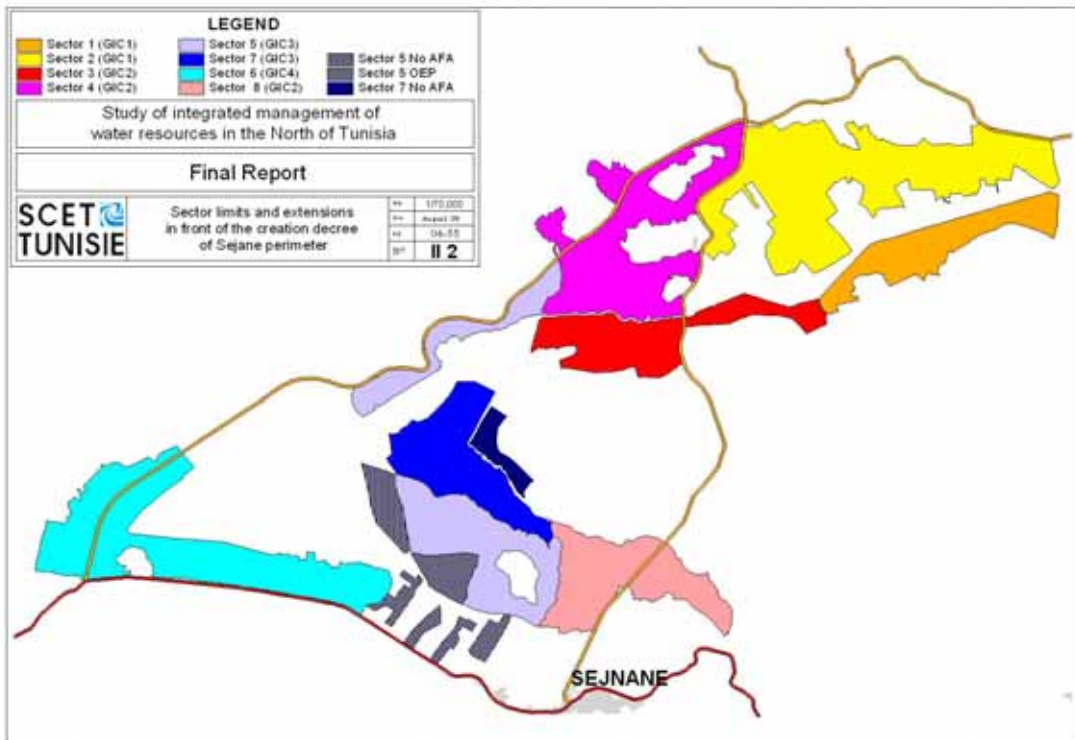 LEGEND
Sector 1 (GIC1)
Sector 2 (GIC1)
Sector 3 (GIC2)
Sector 4 (GIC2)
Sector 5 (GIC3)
Sector 7 (GIC3)
Sector 6 (GIC4)
Sector 8 (GIC2)
Sector 5 No AFA
Sector 5 OEP
Sector 7 No AFA
Study of integrated management of
water resources in the North of Tunisia
Final Report
SCET
TUNISIE
Sector limits and extensions
in front of the creation decree
of Sejane perimeter
1/70,000
August
II 2
SEJNANE